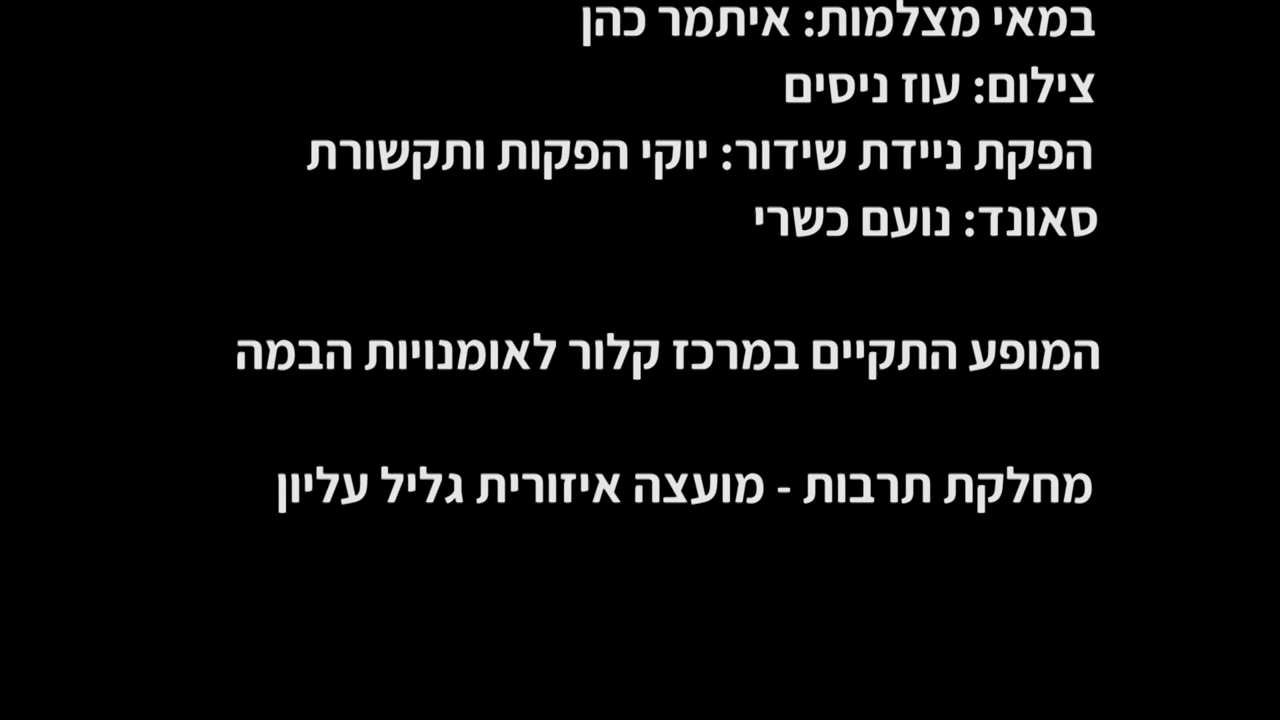 במאי מצלמות: איתמר כהן
צילום: עוז ניסים
הפקת ניידת שידור: יוקי הפקות ותקשורת
סאונד: נועם כשרי
המופע התקיים במרכז קלור לאומנויות הבמה
מחלקת תרבות - מועצה איזורית גליל עליון